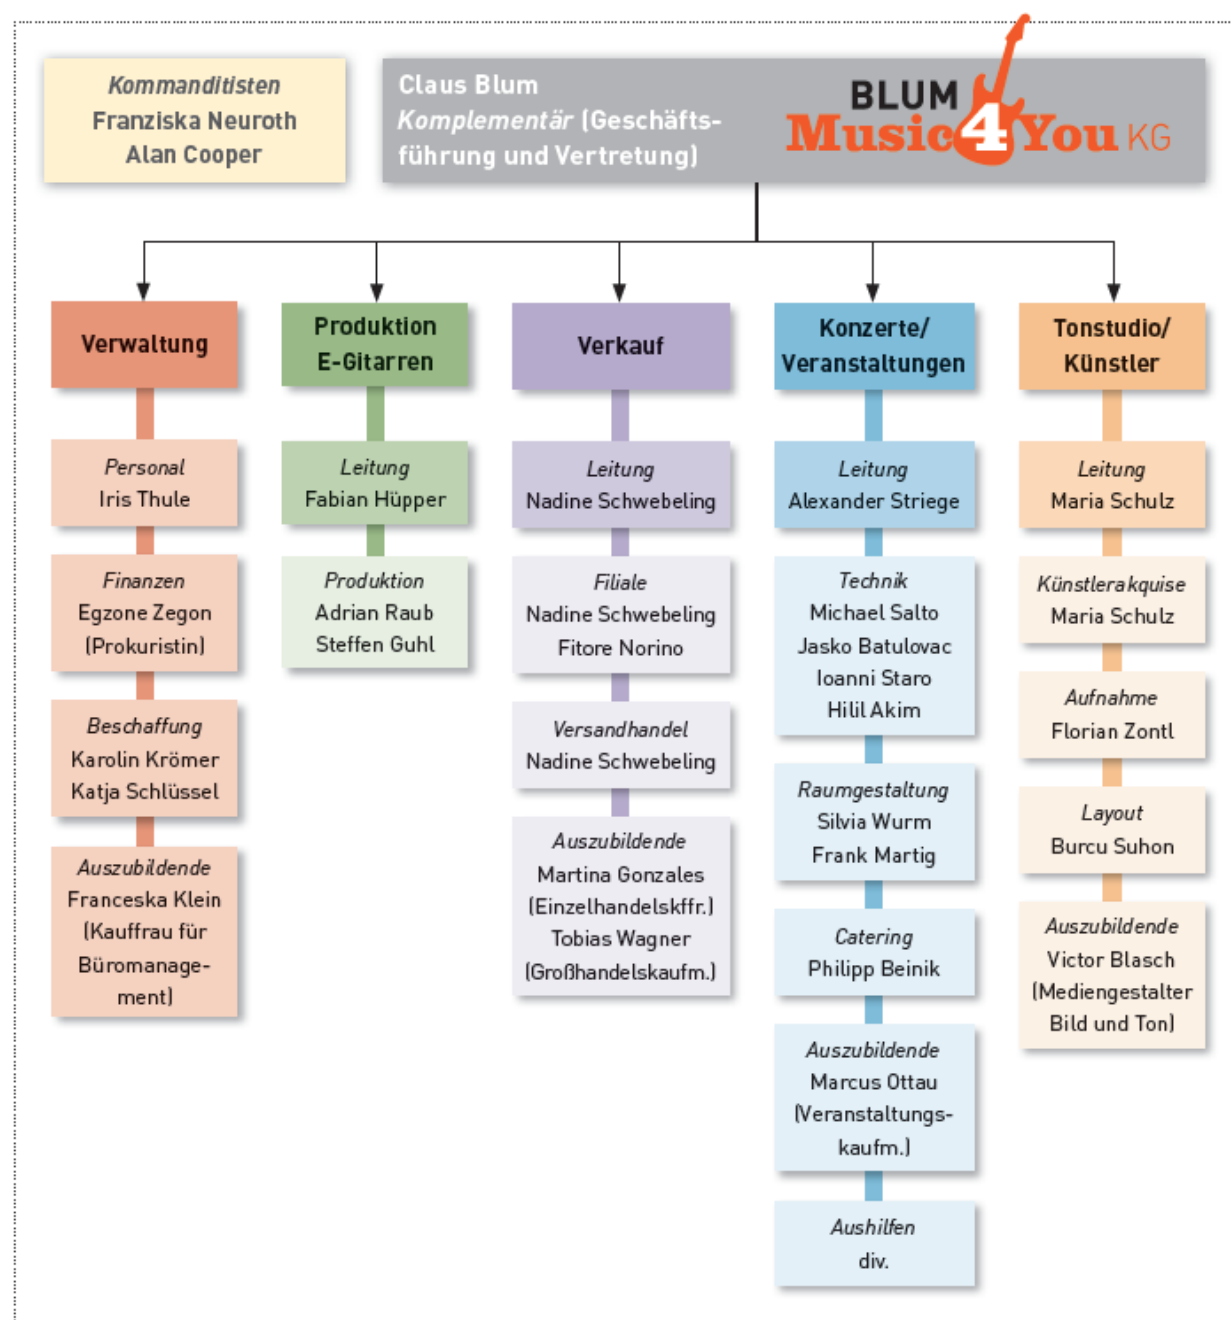 Kommanditisten
Franziska Neuroth
Alan Cooper
Claus Blum
Komplementär (Geschäfts-
führung und Vertretung)
BLUM
Music4You KG
Verwaltung
Personal
Iris Thule
Finanzen
Egzone Zegon
(Prokuristin)
Beschaffung
Karolin Krömer
Katja Schlüssel
Auszubildende
Franceska Klein
(Kauffrau für
Büromanage-
ment)
Produktion
E-Gitarren
Leitung
Fabian Hüpper
Produktion
Adrian Raub
Steffen Guhl
Verkauf
Leitung
Nadine Schwebeling
Filiale
Nadine Schwebeling
Fitore Norino
Versandhandel
Nadine Schwebeling
Auszubildende
Martina Gonzales
(Einzelhandelskffr.)
Tobias Wagner
(Großhandelskaufm.)
Konzerte/
Veranstaltungen
Leitung
Alexander Striege
Technik
Michael Salto
Jasko Batulovac
Ioanni Staro
Hilil Akim
Raumgestaltung
Silvia Wurm
Frank Martig
Catering
Philipp Beinik
Auszubildende
Marcus Ottau
(Veranstaltungs-
kaufm.)
Aushilfen
div.
Tonstudio/
Künstler
Leitung
Maria Schulz
Künstlerakquise
Maria Schulz
Aufnahme
Florian Zontl
Layout
Burcu Suhon
Auszubildende
Victor Blasch
(Mediengestalter
Bild und Ton)